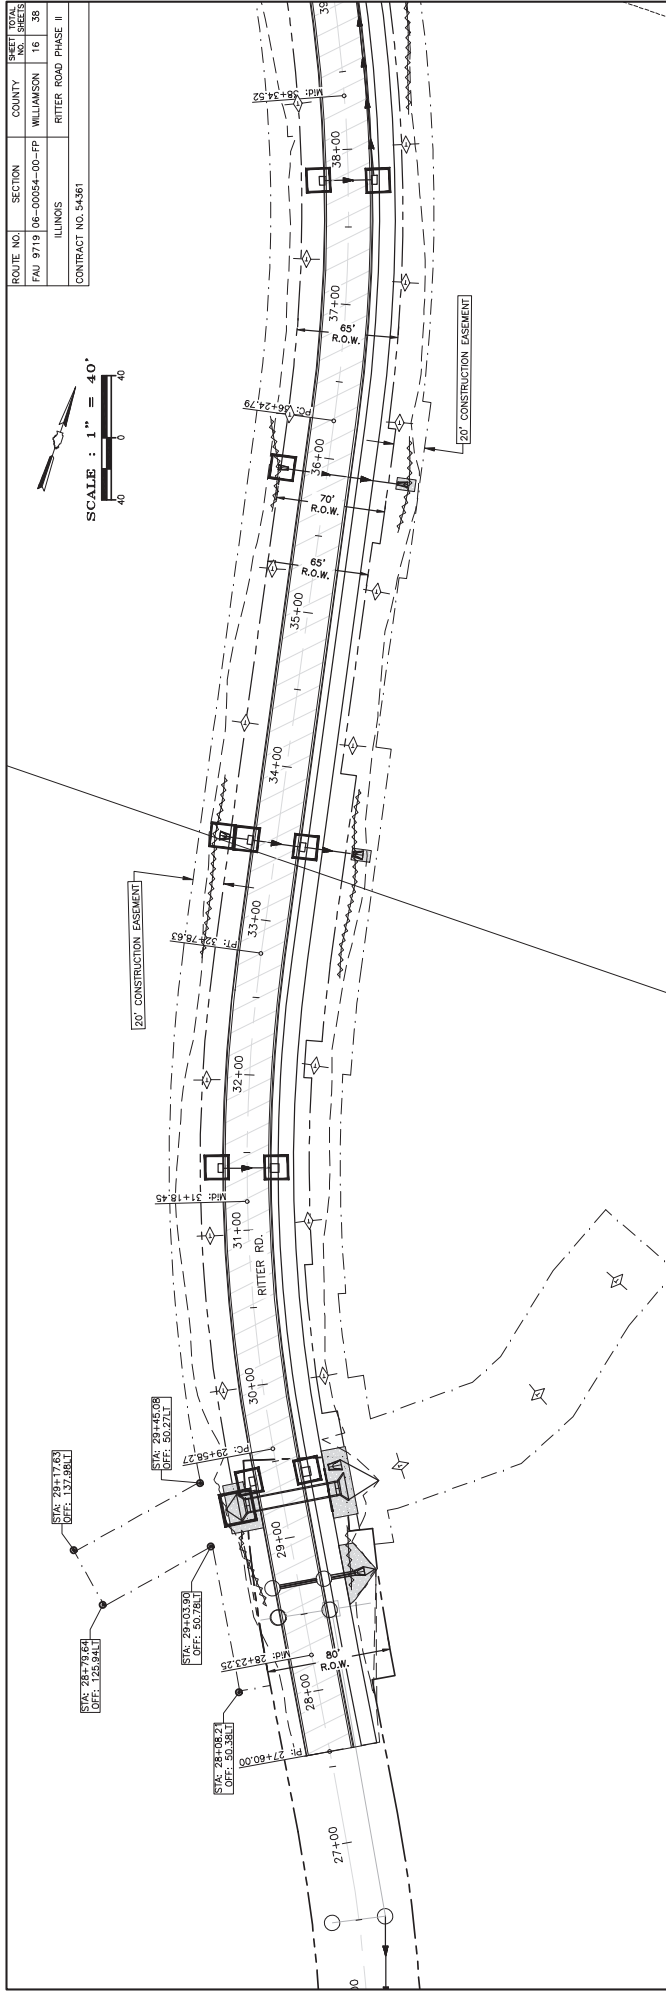 ROUTE NO. SECTION COUNTY SHEET NO. TOTAL SHEETS
FAU 9719 06-00054-00-FP WILLIAMSON 16 38
ILLINOIS RITTER ROAD PHASE II
CONTRACT NO. 54361
SCALE : 1" = 40'
40 0 40
STA: 28+08.21
OFF: 50.38LT
STA: 28+79.64
OFF: 125.94LT
STA: 29+03.90
OFF: 50.78LT
STA: 29+17.63
OFF: 137.98LT
STA: 29+45.08
OFF: 50.27LT
20' CONSTRUCTION EASEMENT
20' CONSTRUCTION EASEMENT
PI: 27+60.00
Mid: 28+23.25
PC: 29+58.27
Mid: 31+18.45
PT: 32+78.63
PC: 36+24.79
Mid: 38+34.52
00
27+00
28+00
29+00
30+00
31+00
32+00
33+00
34+00
35+00
36+00
37+00
38+00
39
RITTER RD.
80'
R.O.W.
65'
R.O.W.
70'
R.O.W.
65'
R.O.W.